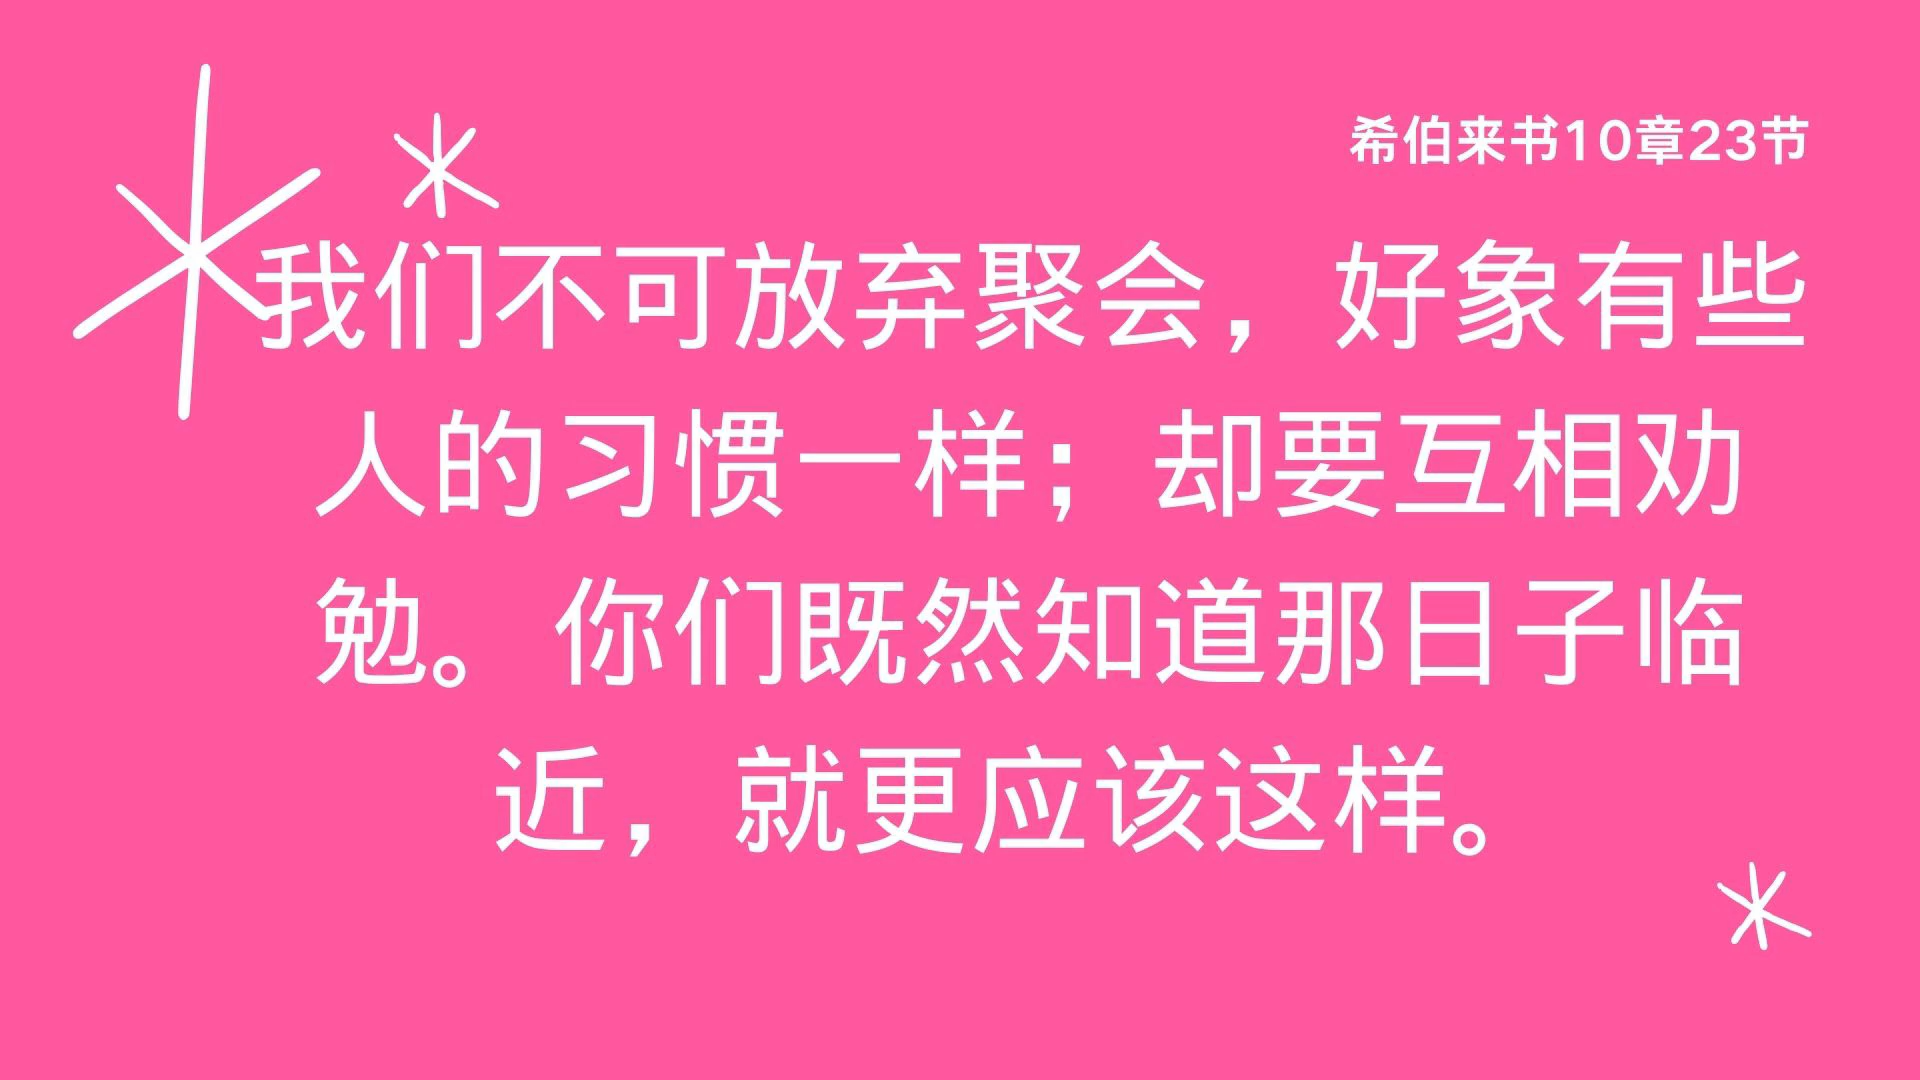 希伯来书10章23节
我们不可放弃聚会，好象有些
人的习惯一样；却要互相劝
勉。你们既然知道那日子临
近，就更应该这样。